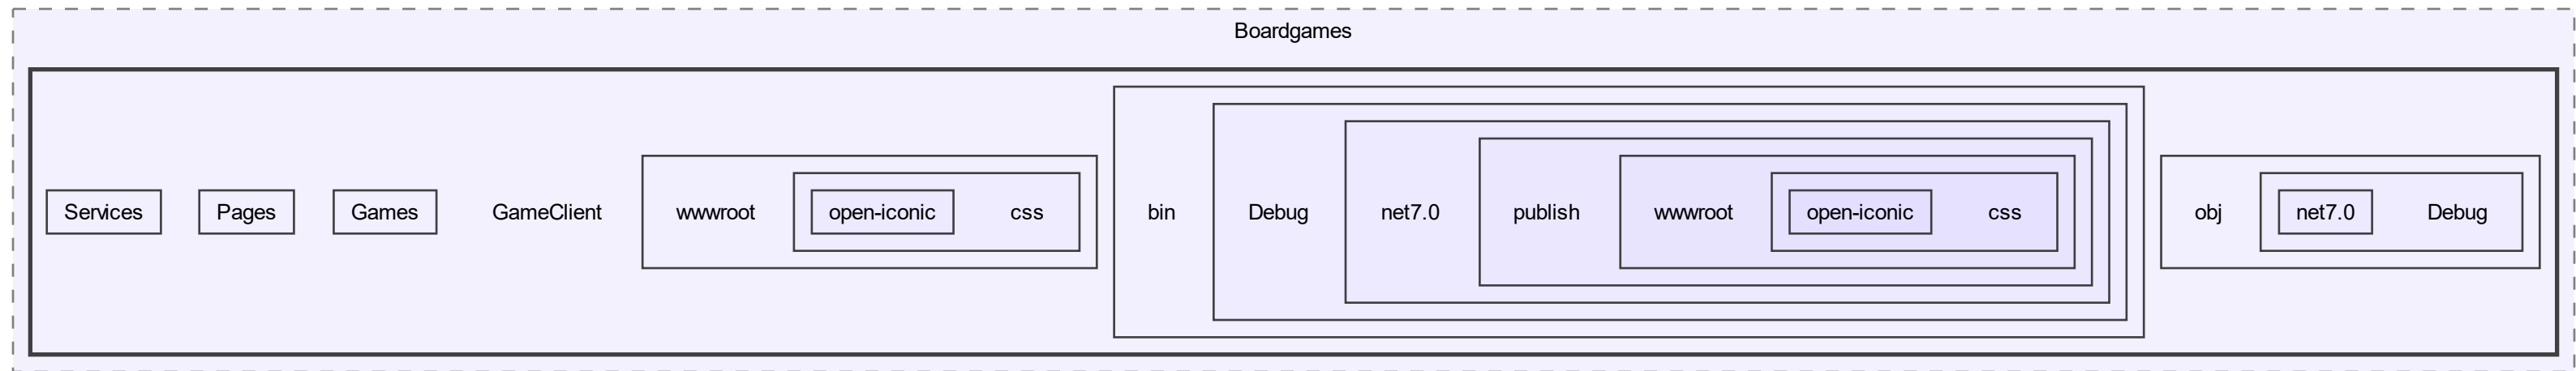 Boardgames
Services
Pages
Games
GameClient
wwwroot
open-iconic
css
bin
Debug
net7.0
publish
wwwroot
open-iconic
css
obj
net7.0
Debug